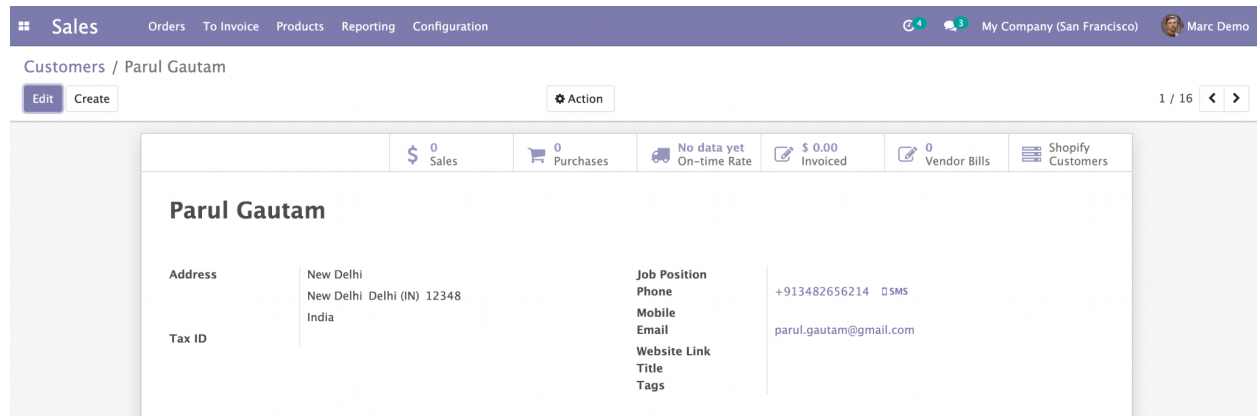 Sales Orders To Invoice Products Reporting Configuration 4 3 My Company (San Francisco) Marc Demo
Customers / Parul Gautam
Edit Create Action 1 / 16
0 Sales
0 Purchases
No data yet On-time Rate
$ 0.00 Invoiced
0 Vendor Bills
Shopify Customers
Parul Gautam
Address
New Delhi
New Delhi Delhi (IN) 12348
India
Tax ID
Job Position
Phone +913482656214 SMS
Mobile
Email parul.gautam@gmail.com
Website Link
Title
Tags